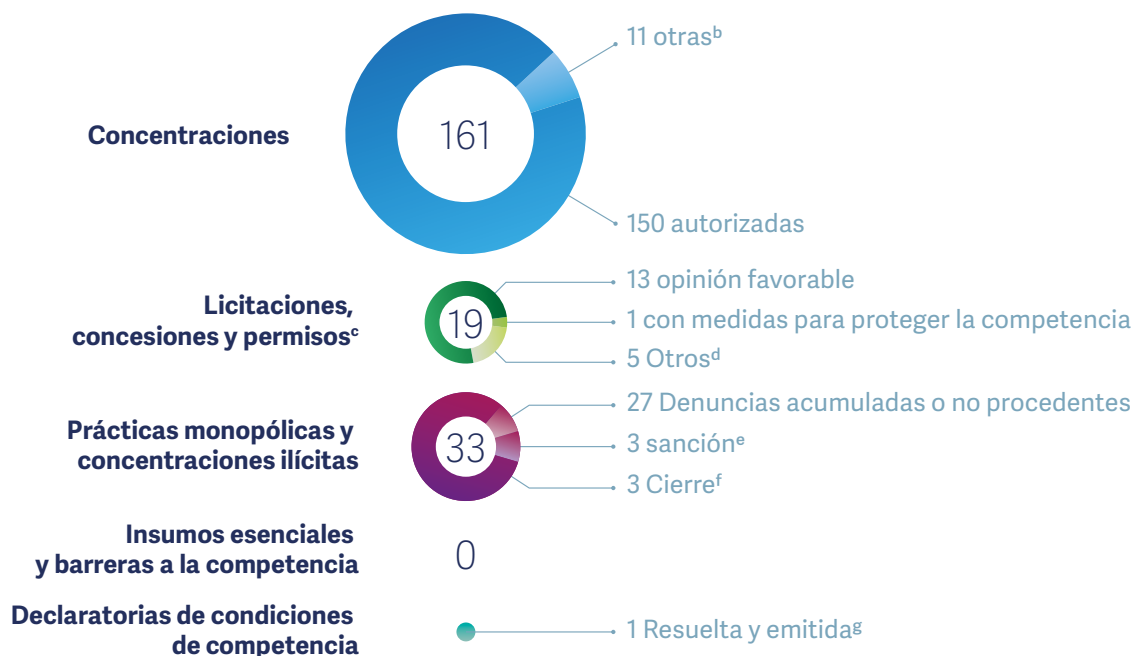 11 otrasᵇ
Concentraciones
161
150 autorizadas
13 opinión favorable
Licitaciones,
concesiones y permisosᶜ
19
1 con medidas para proteger la competencia
5 Otrosᵈ
27 Denuncias acumuladas o no procedentes
Prácticas monopólicas y
concentraciones ilícitas
33
3 sanciónᵉ
3 Cierreᶠ
Insumos esenciales
y barreras a la competencia
0
Declaratorias de condiciones
de competencia
1 Resuelta y emitidaᵍ